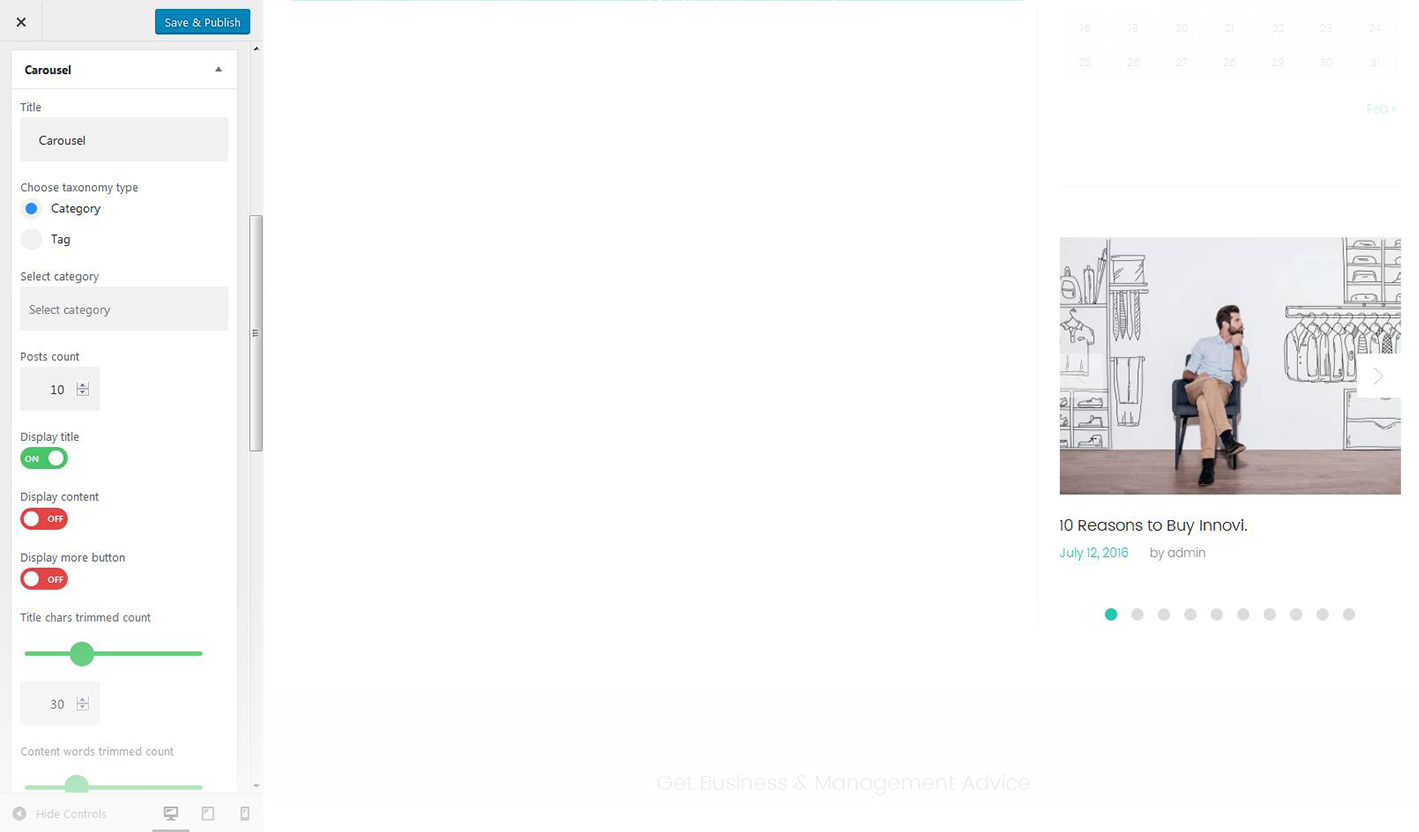 Save & Publish
Carousel
Title
Carousel
Choose taxonomy type
Category
Tag
Select category
Select category
Posts count
10
Display title
ON
Display content
OFF
Display more button
OFF
Title chars trimmed count
30
Content words trimmed count
Hide Controls
18 19 20 21 22 23 24
25 26 27 28 29 30 31
Feb »
10 Reasons to Buy Innovi.
July 12, 2016 by admin
Get Business & Management Advice